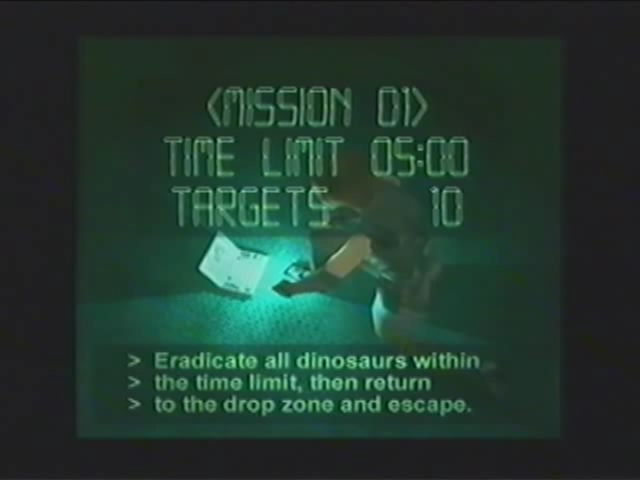 <MISSION 01>
TIME LIMIT 05:00
TARGETS 10
> Eradicate all dinosaurs within
> the time limit, then return
> to the drop zone and escape.